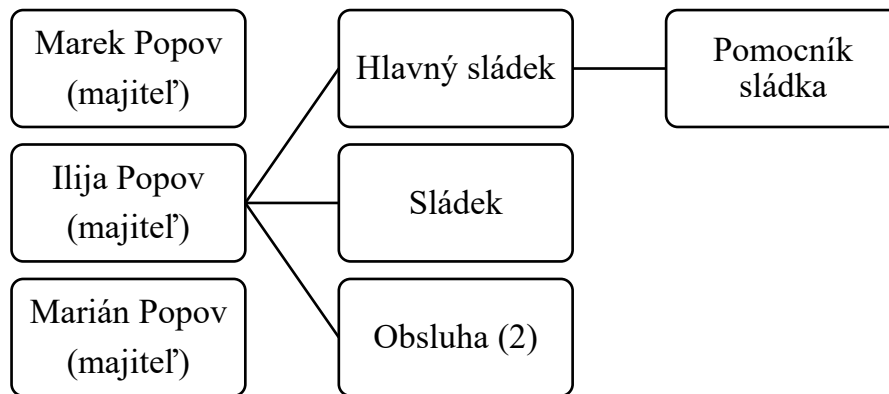 Marek Popov
(majiteľ)
Hlavný sládek
Pomocník
sládka
Ilija Popov
(majiteľ)
Sládek
Marián Popov
(majiteľ)
Obsluha (2)